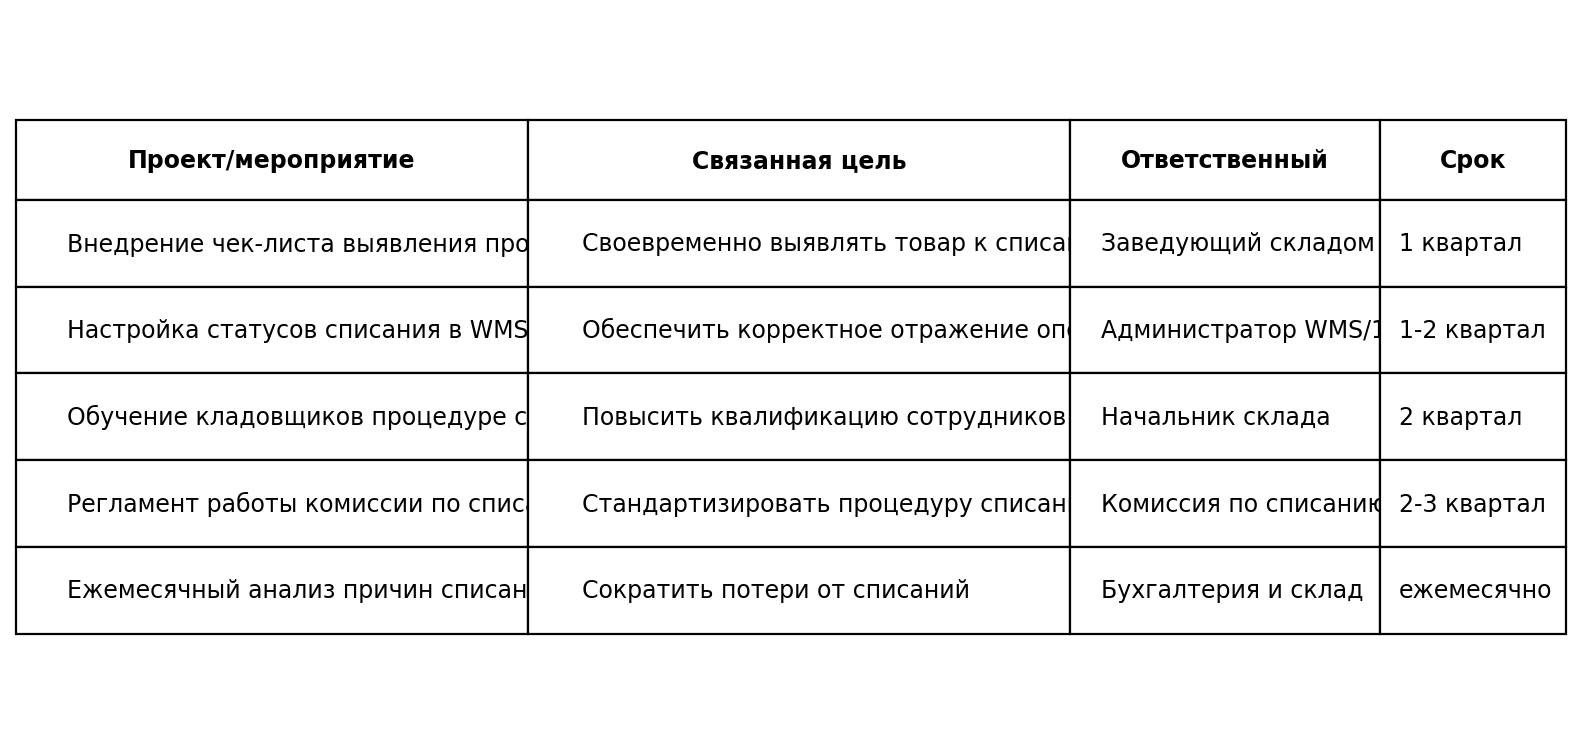 Проект/мероприятие Связанная цель Ответственный Срок
Внедрение чек-листа выявления Своевременно выявлять товар к Заведующий складом 1 квартал
Настройка статусов списания в WMS Обеспечить корректное отражение Администратор 1-2 квартал
Обучение кладовщиков процедуре Повысить квалификацию сотрудников Начальник склада 2 квартал
Регламент работы комиссии по Стандартизировать процедуру Комиссия по списанию 2-3 квартал
Ежемесячный анализ причин Сократить потери от списаний Бухгалтерия и склад ежемесячно